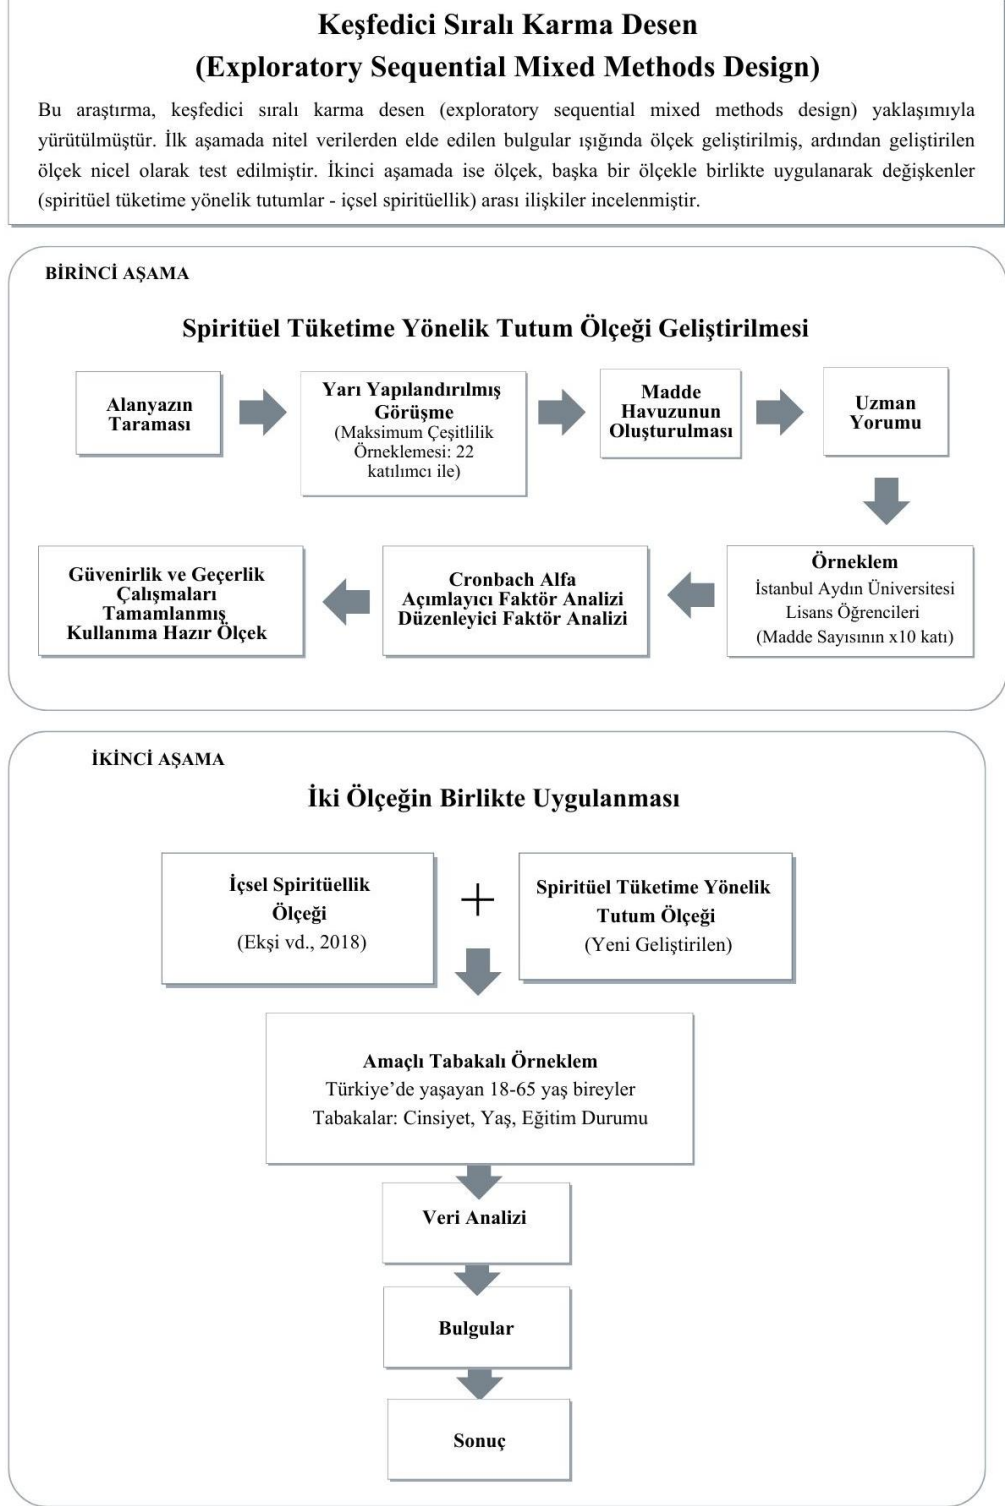 Keşfedici Sıralı Karma Desen
(Exploratory Sequential Mixed Methods Design)
Bu araştırma, keşfedici sıralı karma desen (exploratory sequential mixed methods design) yaklaşımıyla
yürütülmüştür. İlk aşamada nitel verilerden elde edilen bulgular ışığında ölçek geliştirilmiş, ardından geliştirilen
ölçek nicel olarak test edilmiştir. İkinci aşamada ise ölçek, başka bir ölçekle birlikte uygulanarak değişkenler
(spiritüel tüketime yönelik tutumlar - içsel spiritüellik) arası ilişkiler incelenmiştir.
BİRİNCİ AŞAMA
Spiritüel Tüketime Yönelik Tutum Ölçeği Geliştirilmesi
Alanyazın
Taraması
Yarı Yapılandırılmış
Görüşme
(Maksimum Çeşitlilik
Örneklemesi: 22
katılımcı ile)
Madde
Havuzunun
Oluşturulması
Uzman
Yorumu
Örneklem
İstanbul Aydın Üniversitesi
Lisans Öğrencileri
(Madde Sayısının x10 katı)
Cronbach Alfa
Açımlayıcı Faktör Analizi
Düzenleyici Faktör Analizi
Güvenirlik ve Geçerlik
Çalışmaları
Tamamlanmış
Kullanıma Hazır Ölçek
İKİNCİ AŞAMA
İki Ölçeğin Birlikte Uygulanması
İçsel Spiritüellik
Ölçeği
(Ekşi vd., 2018)
+
Spiritüel Tüketime Yönelik
Tutum Ölçeği
(Yeni Geliştirilen)
Amaçlı Tabakalı Örneklem
Türkiye’de yaşayan 18-65 yaş bireyler
Tabakalar: Cinsiyet, Yaş, Eğitim Durumu
Veri Analizi
Bulgular
Sonuç